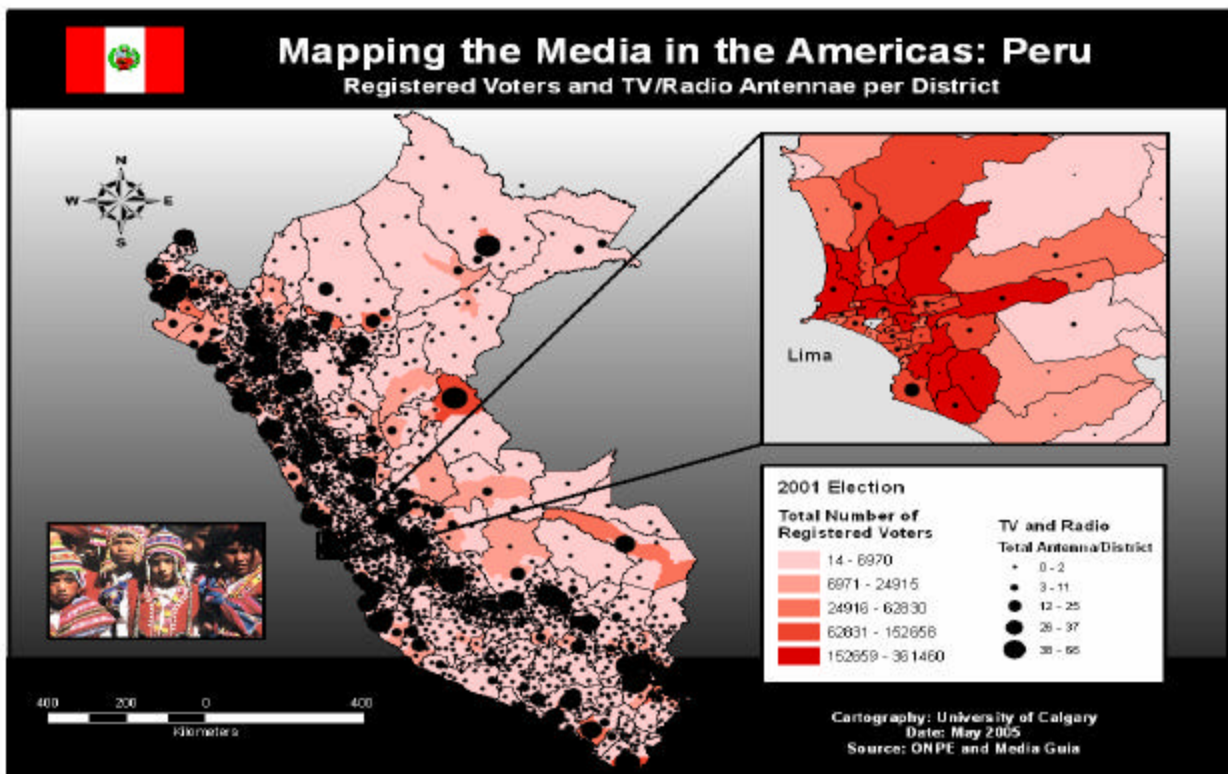 Mapping the Media in the Americas: Peru
Registered Voters and TV/Radio Antennae per District
N
W E
S
Lima
2001 Election
Total Number of
Registered Voters
14 - 6970
6971 - 24915
24916 - 62830
62831 - 152658
152659 - 361460
TV and Radio
Total Antenna/District
0 - 2
3 - 11
12 - 25
26 - 37
38 - 66
400 200 0 400
Kilometers
Cartography: University of Calgary
Date: May 2005
Source: ONPE and Media Guia